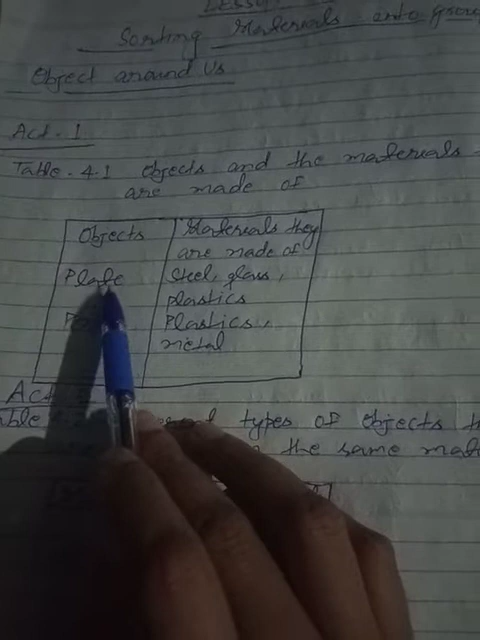 Sorting Materials into
Object around us
Act. 1
Table. 4.1 Objects and the materials
are made of
Objects
Materials they are made of
Plate
Steel, glass, plastics
Plastics, metal
Act
types of objects
the same